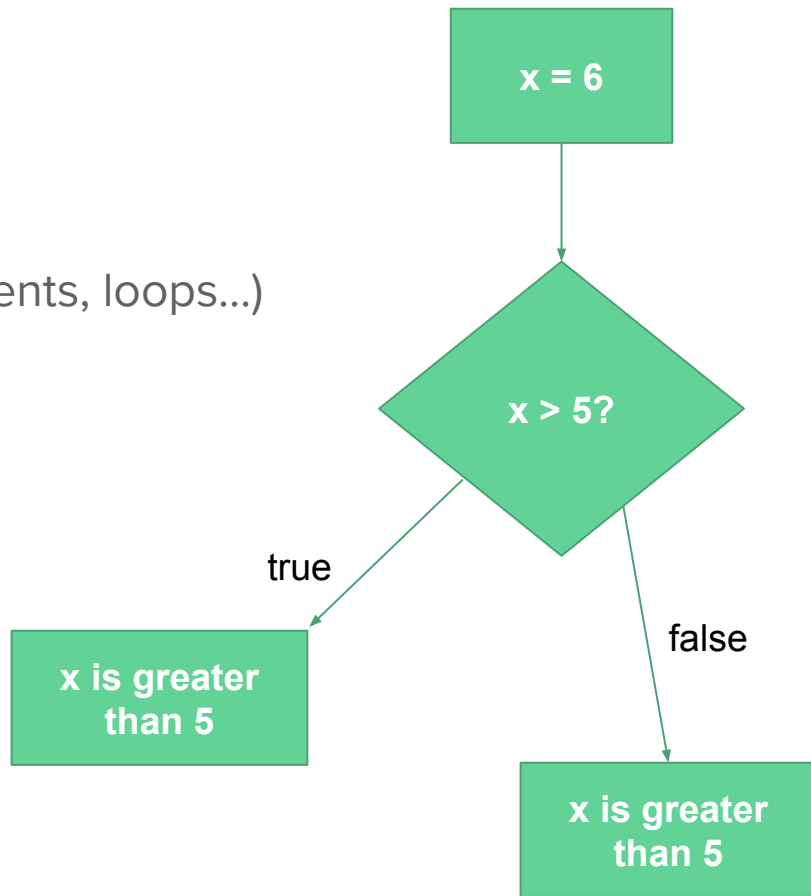 x = 6
ents, loops...)
x > 5?
true
false
x is greater
than 5
x is greater
than 5